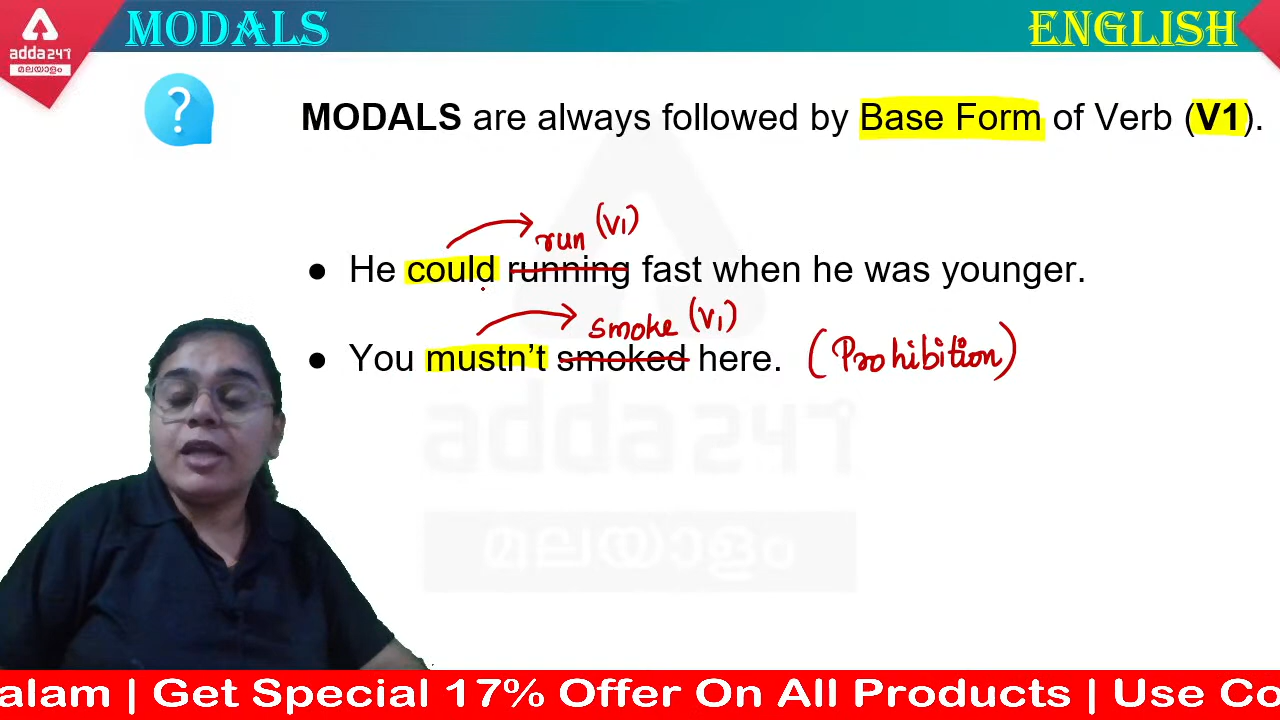 MODALS
ENGLISH
adda247
മലയാളം
?
MODALS are always followed by Base Form of Verb (V1).
run (V1)
● He could running fast when he was younger.
smoke (V1)
● You mustn't smoked here. (Prohibition)
adda247
മലയാളം
alam | Get Special 17% Offer On All Products | Use Co